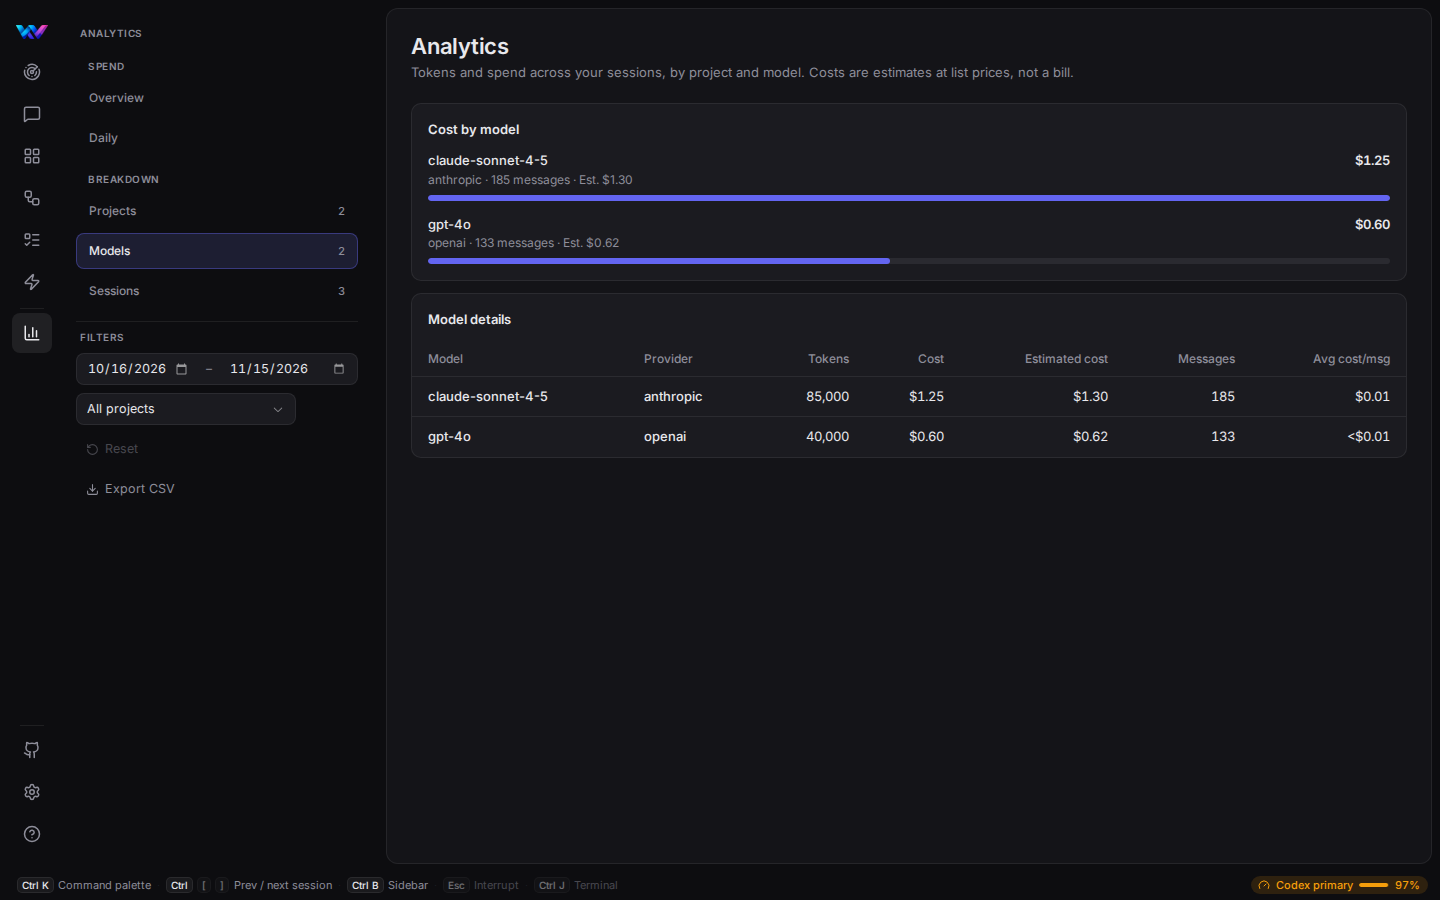 ANALYTICS
SPEND
Overview
Daily
BREAKDOWN
Projects 2
Models 2
Sessions 3
FILTERS
10/16/2026 – 11/15/2026
All projects
Reset
Export CSV
Analytics
Tokens and spend across your sessions, by project and model. Costs are estimates at list prices, not a bill.
Cost by model
claude-sonnet-4-5 $1.25
anthropic · 185 messages · Est. $1.30
gpt-4o $0.60
openai · 133 messages · Est. $0.62
Model details
Model Provider Tokens Cost Estimated cost Messages Avg cost/msg
claude-sonnet-4-5 anthropic 85,000 $1.25 $1.30 185 $0.01
gpt-4o openai 40,000 $0.60 $0.62 133 <$0.01
Ctrl K Command palette Ctrl [ ] Prev / next session Ctrl B Sidebar Esc Interrupt Ctrl J Terminal Codex primary 97%